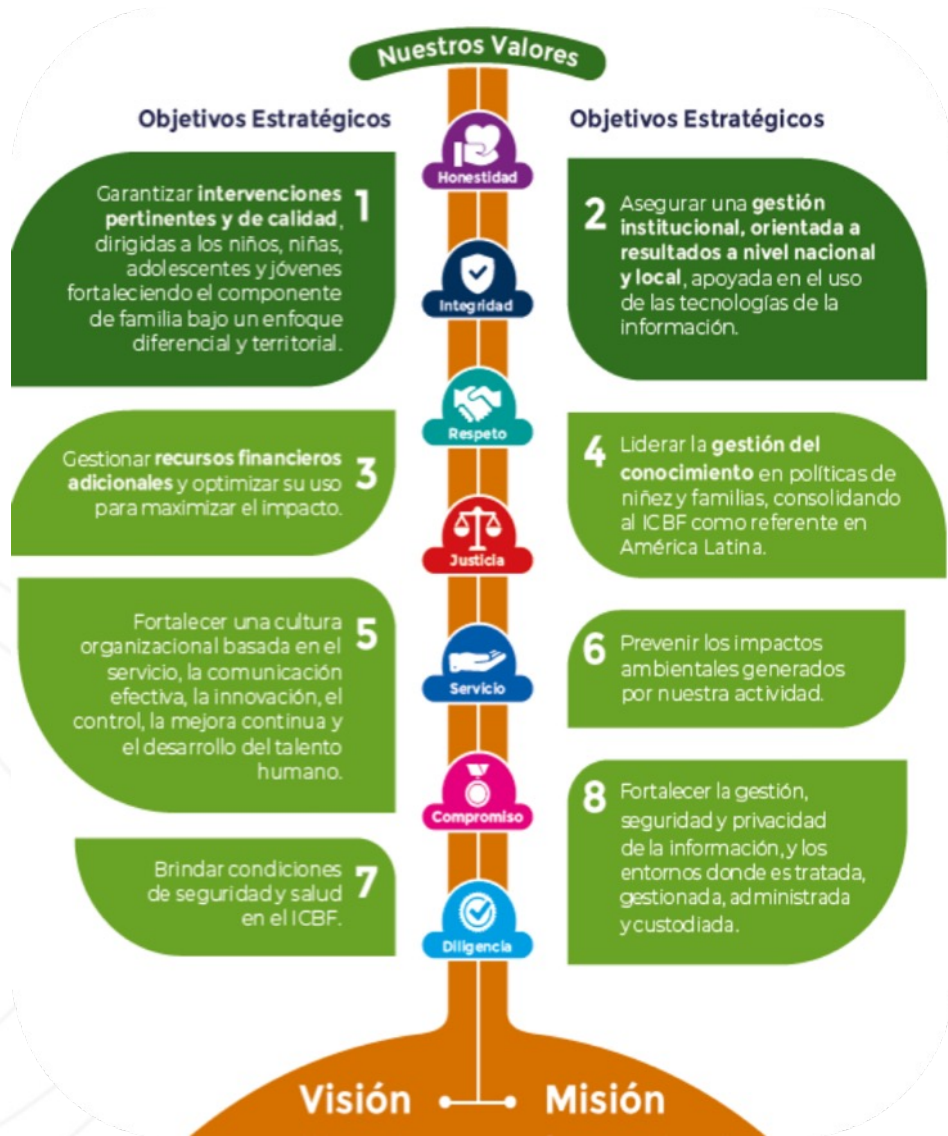 Nuestros Valores
Objetivos Estratégicos
Objetivos Estratégicos
Honestidad
1
Garantizar intervenciones
pertinentes y de calidad,
dirigidas a los niños, niñas,
adolescentes y jóvenes
fortaleciendo el componente
de familia bajo un enfoque
diferencial y territorial.
2
Asegurar una gestión
institucional, orientada a
resultados a nivel nacional
y local, apoyada en el uso
de las tecnologías de la
información.
Integridad
Respeto
3
Gestionar recursos financieros
adicionales y optimizar su uso
para maximizar el impacto.
4
Liderar la gestión del
conocimiento en políticas de
niñez y familias, consolidando
al ICBF como referente en
América Latina.
Justicia
5
Fortalecer una cultura
organizacional basada en el
servicio, la comunicación
efectiva, la innovación, el
control, la mejora continua y
el desarrollo del talento
humano.
6
Prevenir los impactos
ambientales generados
por nuestra actividad.
Servicio
Compromiso
7
Brindar condiciones
de seguridad y salud
en el ICBF.
8
Fortalecer la gestión,
seguridad y privacidad
de la información, y los
entornos donde es tratada,
gestionada, administrada
y custodiada.
Diligencia
Visión
Misión